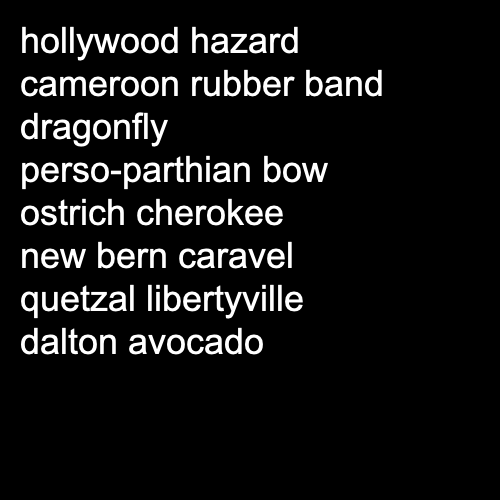 hollywood hazard
cameroon rubber band
dragonfly
perso-parthian bow
ostrich cherokee
new bern caravel
quetzal libertyville
dalton avocado